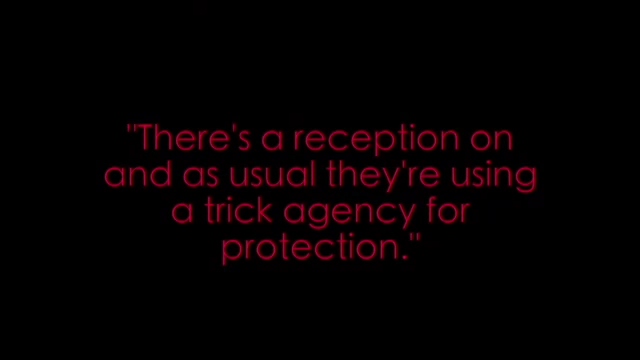 "There's a reception on
and as usual they're using
a trick agency for
protection."